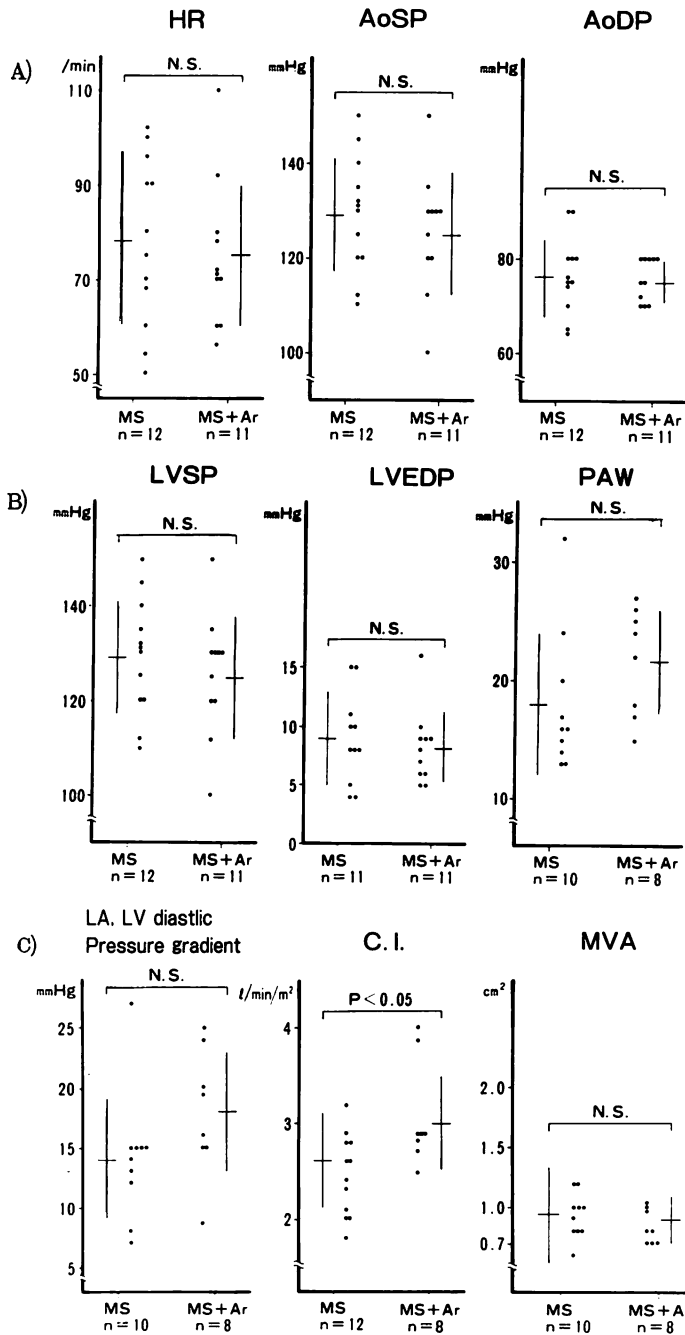 HR AoSP AoDP
A) /min mmHg mmHg
N.S. N.S. N.S.
110
90
70
50
140
120
100
80
60
MS MS+Ar MS MS+Ar MS MS+Ar
n=12 n=11 n=12 n=11 n=12 n=11
LVSP LVEDP PAW
B) mmHg mmHg mmHg
N.S. N.S. N.S.
140
120
100
15
10
5
0
30
20
10
MS MS+Ar MS MS+Ar MS MS+Ar
n=12 n=11 n=11 n=11 n=10 n=8
LA, LV diastlic
C) Pressure gradient C.I. MVA
mmHg ℓ/min/m² cm²
N.S. P<0.05 N.S.
25
20
15
10
5
4
3
2
2.0
1.5
1.0
0.7
MS MS+Ar MS MS+Ar MS MS+A
n=10 n=8 n=12 n=8 n=10 n=8